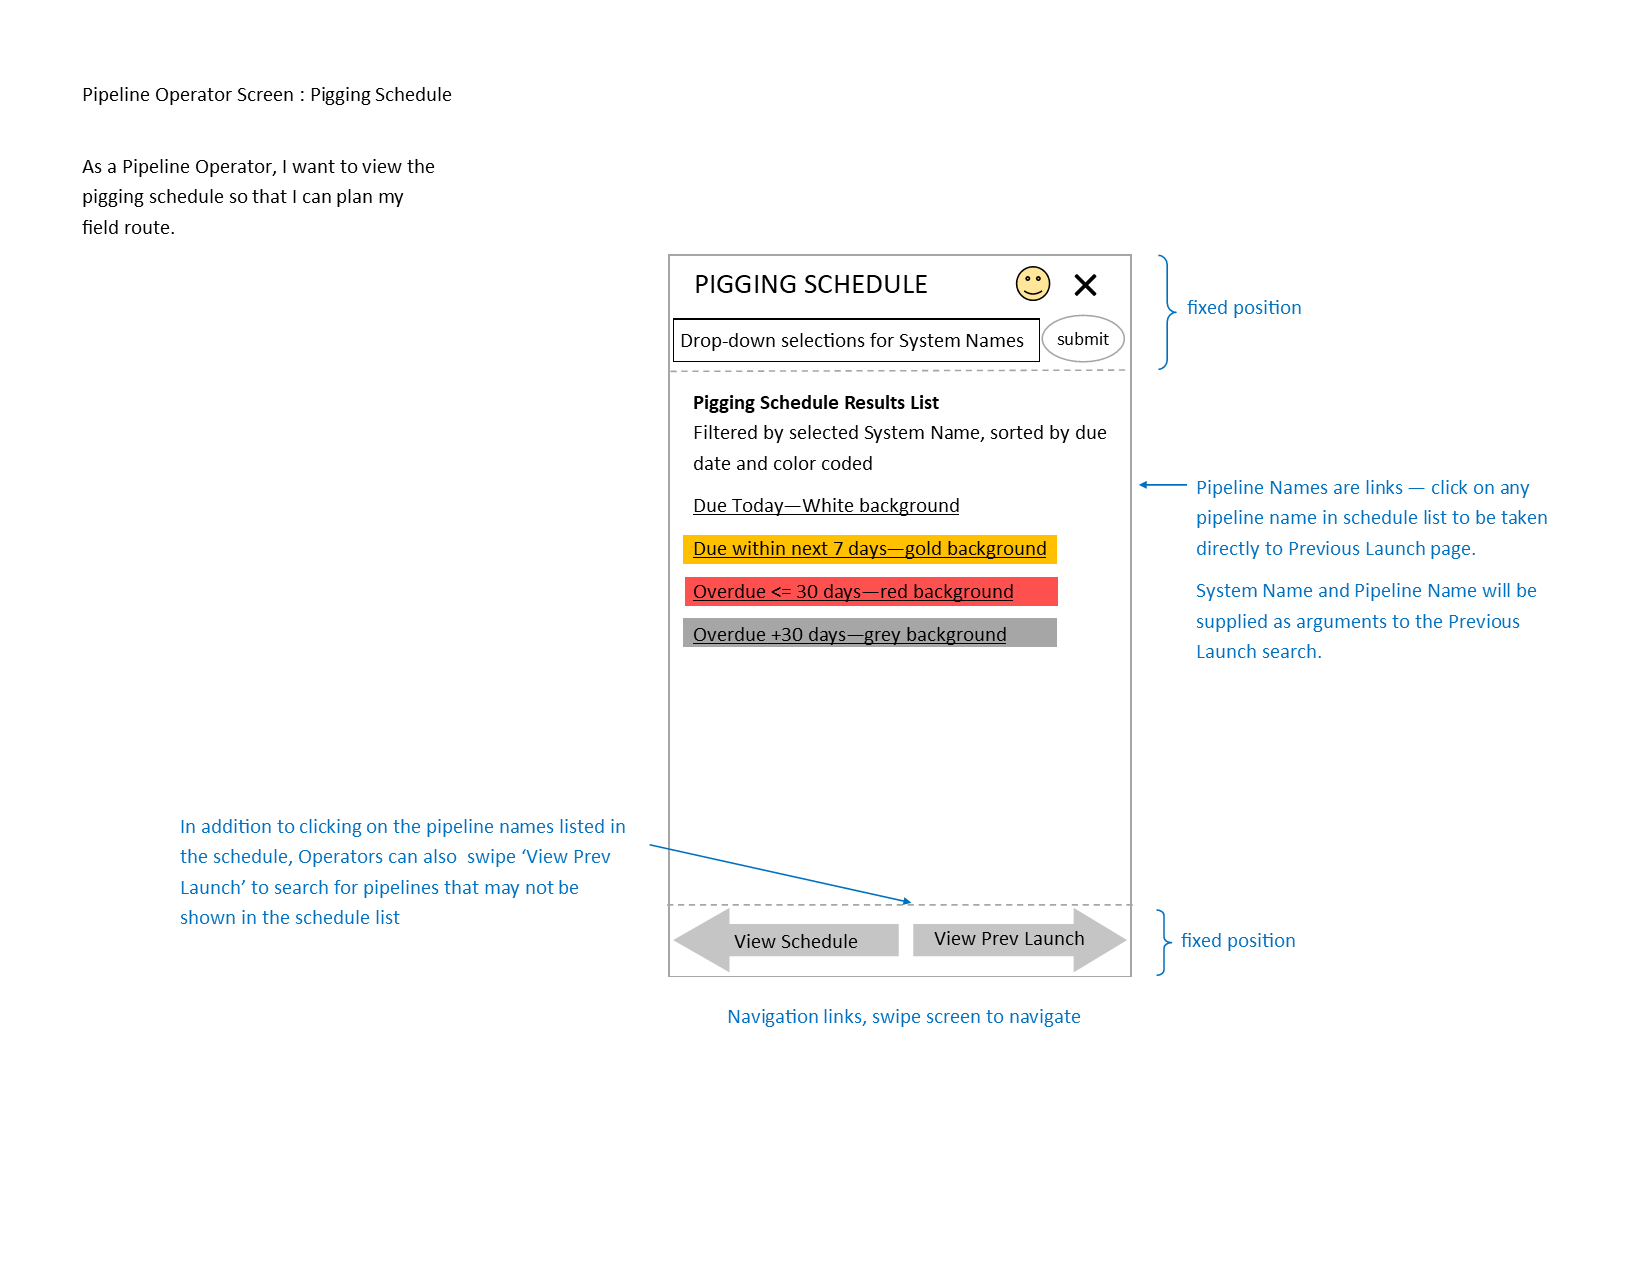 Pipeline Operator Screen : Pigging Schedule
As a Pipeline Operator, I want to view the
pigging schedule so that I can plan my
field route.
PIGGING SCHEDULE
fixed position
Drop-down selections for System Names
submit
Pigging Schedule Results List
Filtered by selected System Name, sorted by due
date and color coded
Due Today—White background
Due within next 7 days—gold background
Overdue <= 30 days—red background
Overdue +30 days—grey background
Pipeline Names are links — click on any
pipeline name in schedule list to be taken
directly to Previous Launch page.
System Name and Pipeline Name will be
supplied as arguments to the Previous
Launch search.
In addition to clicking on the pipeline names listed in
the schedule, Operators can also  swipe ‘View Prev
Launch’ to search for pipelines that may not be
shown in the schedule list
View Schedule
View Prev Launch
fixed position
Navigation links, swipe screen to navigate